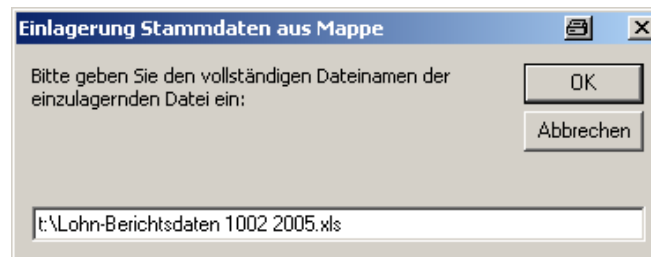 Einlagerung Stammdaten aus Mappe
Bitte geben Sie den vollständigen Dateinamen der
einzulagernden Datei ein:
OK
Abbrechen
t:\Lohn-Berichtsdaten 1002 2005.xls